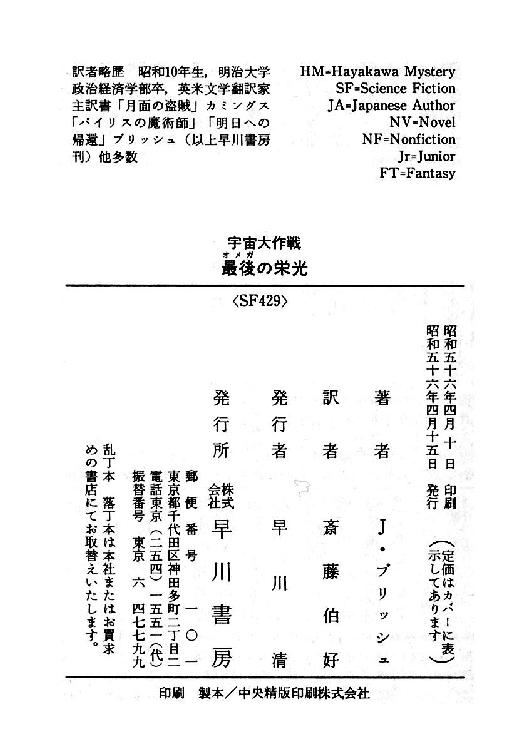 訳者略歴　昭和10年生，明治大学
政治経済学部卒，英米文学翻訳家
主訳書「月面の盗賊」カミングス
「バイリスの魔術師」「明日への
帰還」ブリッシュ（以上早川書房
刊）他多数
HM=Hayakawa Mystery
SF=Science Fiction
JA=Japanese Author
NV=Novel
NF=Nonfiction
Jr=Junior
FT=Fantasy
宇宙大作戦
オメガ
最後の栄光
〈SF429〉
昭和五十六年四月　十日　印刷
昭和五十六年四月十五日　発行
（定価はカバーに表
示してあります）
著者　J・ブリッシュ
訳者　斎藤伯好
発行者　早川　清
発行所　株式会社　早川書房
郵便番号　一〇一
東京都千代田区神田多町二丁目二
電話東京（二五四）一五五一（代）
振替番号　東京　六　四七七九九
乱丁本　落丁本は本社またはお買求
めの書店にてお取替えいたします。
印刷　製本／中央精版印刷株式会社